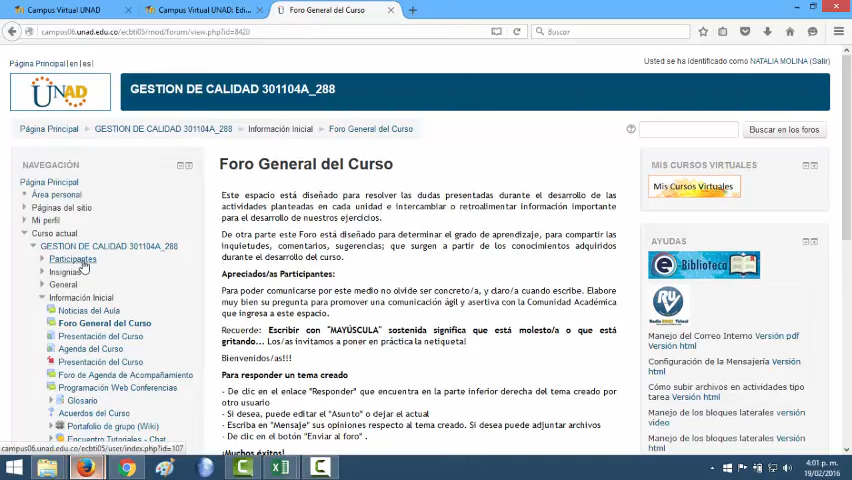 Campus Virtual UNAD
Campus Virtual UNAD: Edi...
Foro General del Curso
campus06.unad.edu.co/ecbti05/mod/forum/view.php?id=8420
Buscar
Página Principal | en | es |
Usted se ha identificado como NATALIA MOLINA (Salir)
UNAD
GESTION DE CALIDAD 301104A_288
Página Principal
GESTION DE CALIDAD 301104A_288
Información Inicial
Foro General del Curso
Buscar en los foros
NAVEGACIÓN
Página Principal
Área personal
Páginas del sitio
Mi perfil
Curso actual
GESTION DE CALIDAD 301104A_288
Participantes
Insignias
General
Información Inicial
Noticias del Aula
Foro General del Curso
Presentación del Curso
Agenda del Curso
Presentación del Curso
Foro de Agenda de Acompañamiento
Programación Web Conferencias
Glosario
Acuerdos del Curso
Portafolio de grupo (Wiki)
Encuentro Tutoriales - Chat
campus06.unad.edu.co/ecbti05/user/index.php?id=107
Foro General del Curso
Este espacio está diseñado para resolver las dudas presentadas durante el desarrollo de las
actividades planteadas en cada unidad e intercambiar o retroalimentar información importante
para el desarrollo de nuestros ejercicios.
De otra parte este Foro está diseñado para determinar el grado de aprendizaje, para compartir las
inquietudes, comentarios, sugerencias; que surgen a partir de los conocimientos adquiridos
durante el desarrollo del curso.
Apreciados/as Participantes:
Para poder comunicarse por este medio no olvide ser concreto/a, y claro/a cuando escribe. Elabore
muy bien su pregunta para promover una comunicación ágil y asertiva con la Comunidad Académica
que ingresa a este espacio.
Recuerde: Escribir con "MAYÚSCULA" sostenida significa que está molesto/a o que está
gritando... Los/as invitamos a poner en práctica la netiqueta!
Bienvenidos/as!!!
Para responder un tema creado
- De clic en el enlace "Responder" que encuentra en la parte inferior derecha del tema creado por
otro usuario
- Si desea, puede editar el "Asunto" o dejar el actual
- Escriba en "Mensaje" sus opiniones respecto al tema creado. Si desea puede adjuntar archivos
- De clic en el botón "Enviar al foro" .
¡Muchos éxitos!
MIS CURSOS VIRTUALES
Mis Cursos Virtuales
AYUDAS
e-Biblioteca
Radio UNAD Virtual
Manejo del Correo Interno Versión pdf
Versión html
Configuración de la Mensajería Versión
html
Cómo subir archivos en actividades tipo
tarea Versión html
Manejo de los bloques laterales versión
video
Manejo de los bloques laterales Versión
html
4:01 p. m.
19/02/2016